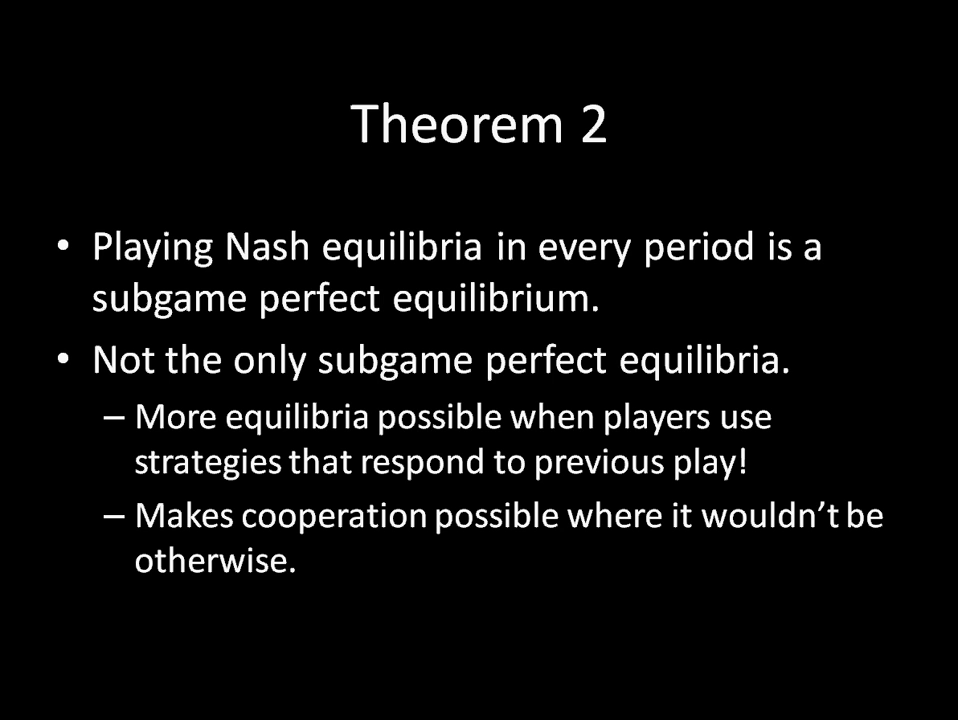 Theorem 2
• Playing Nash equilibria in every period is a
subgame perfect equilibrium.
• Not the only subgame perfect equilibria.
– More equilibria possible when players use
strategies that respond to previous play!
– Makes cooperation possible where it wouldn’t be
otherwise.